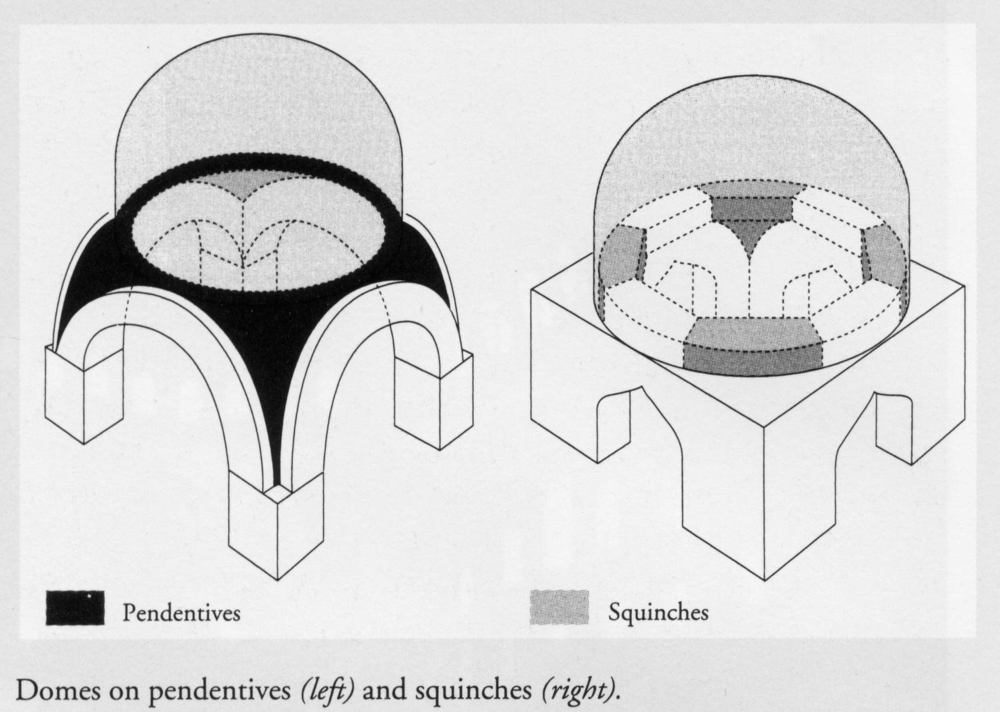 Pendentives
Squinches
Domes on pendentives (left) and squinches (right).